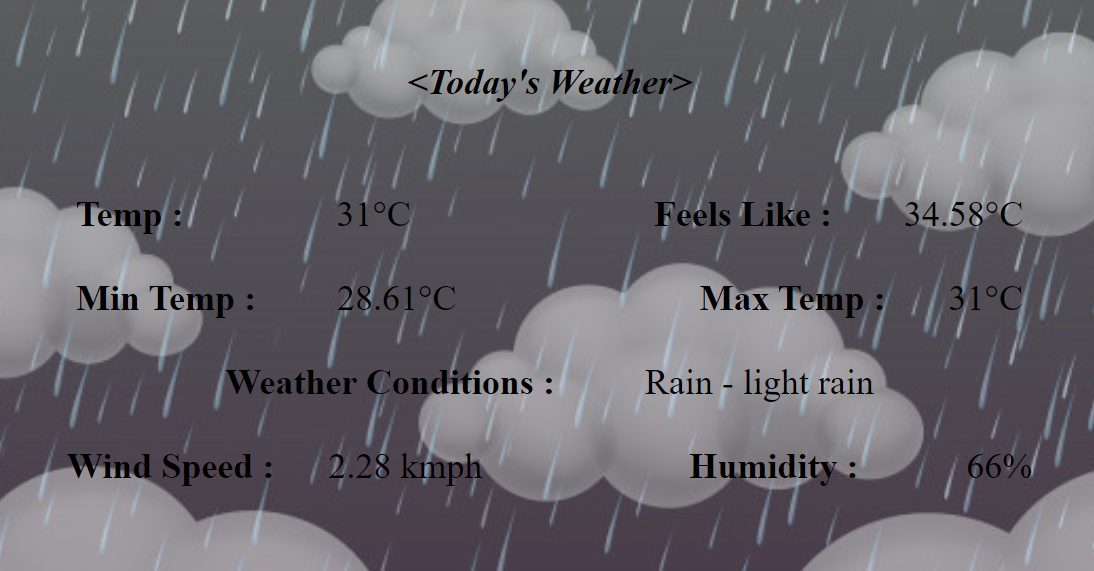 <Today's Weather>
Temp : 31°C Feels Like : 34.58°C
Min Temp : 28.61°C Max Temp : 31°C
Weather Conditions : Rain - light rain
Wind Speed : 2.28 kmph Humidity : 66%